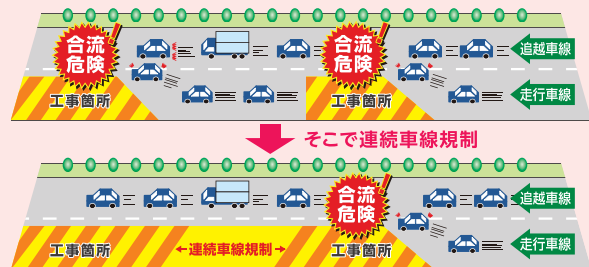 合流
危険
合流
危険
追越車線
走行車線
工事箇所
工事箇所
そこで連続車線規制
合流
危険
追越車線
走行車線
工事箇所
連続車線規制
工事箇所